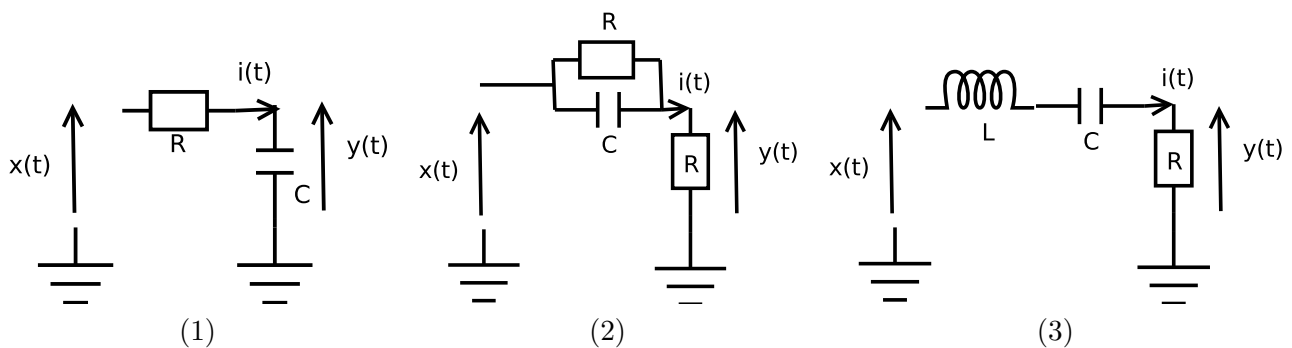 x(t)
R
i(t)
C
y(t)
(1)
x(t)
R
C
i(t)
R
y(t)
(2)
x(t)
L
C
i(t)
R
y(t)
(3)